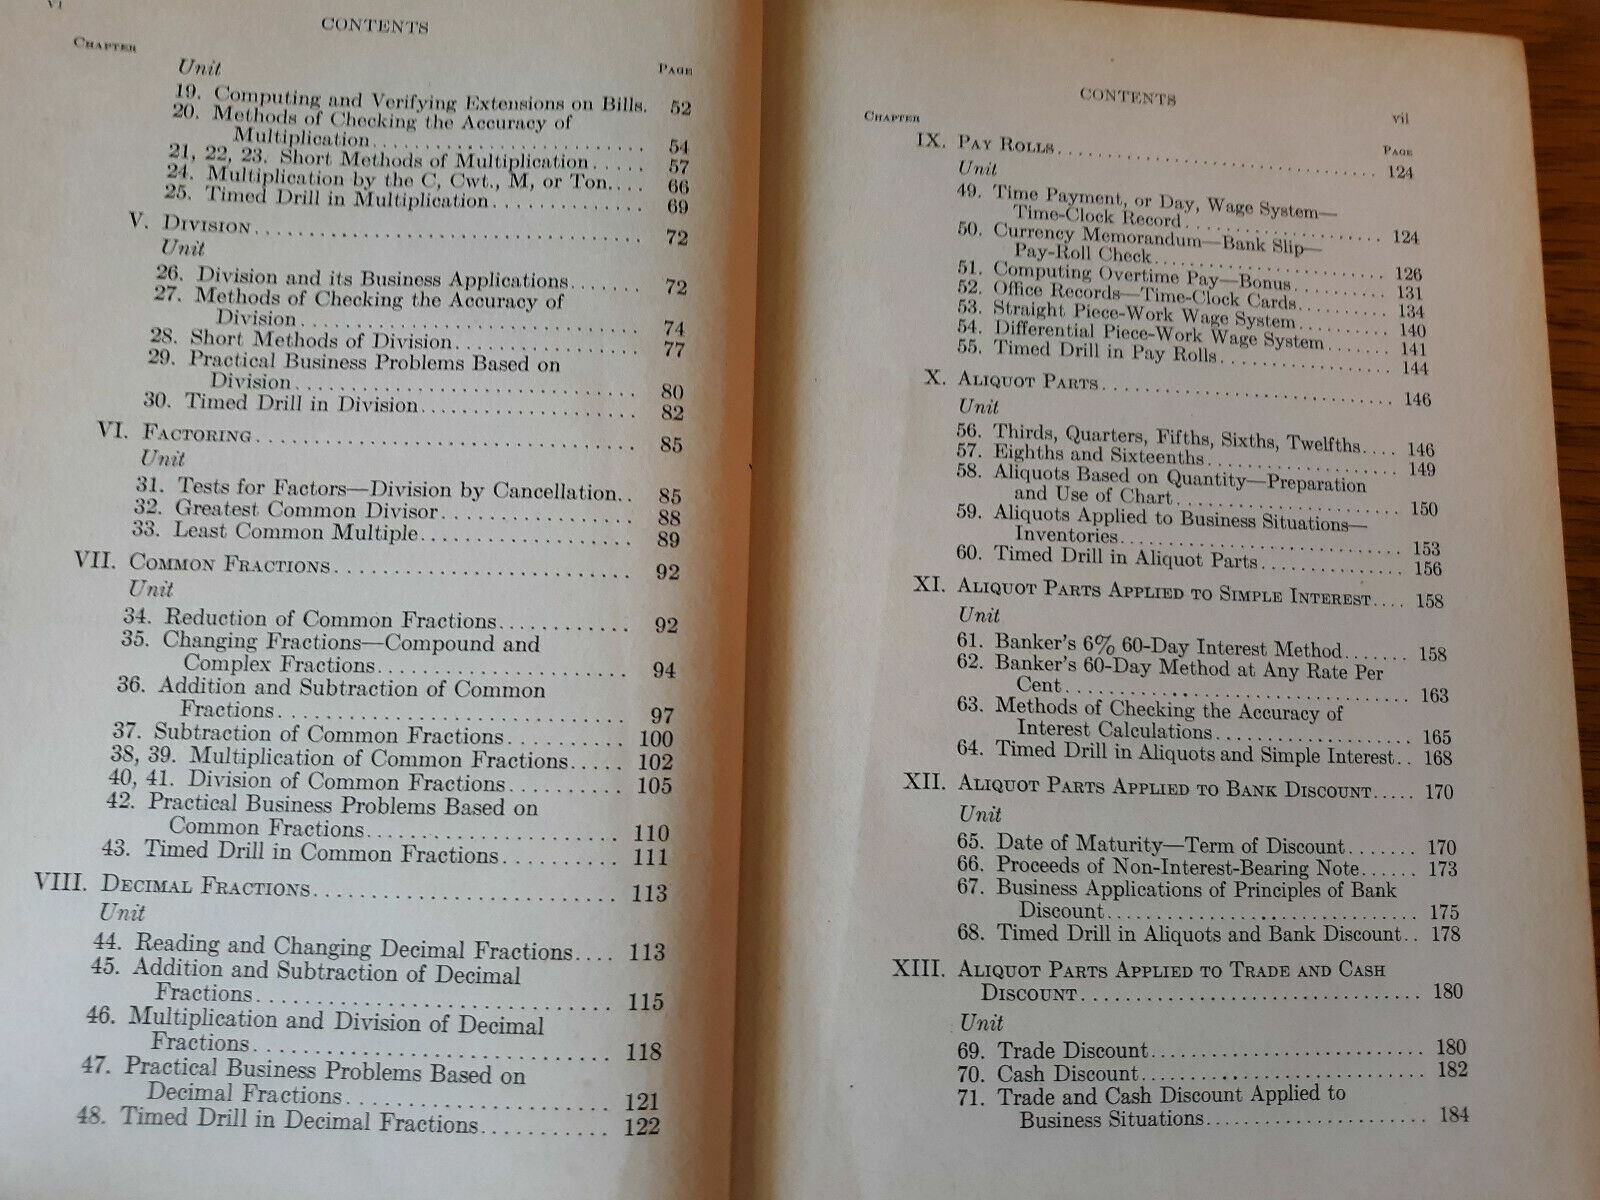 vi
CONTENTS
CHAPTER
Unit PAGE
19. Computing and Verifying Extensions on Bills. 52
20. Methods of Checking the Accuracy of
Multiplication 54
21, 22, 23. Short Methods of Multiplication 57
24. Multiplication by the C, Cwt., M, or Ton 66
25. Timed Drill in Multiplication 69
V. DIVISION 72
Unit
26. Division and its Business Applications 72
27. Methods of Checking the Accuracy of
Division 74
28. Short Methods of Division 77
29. Practical Business Problems Based on
Division 80
30. Timed Drill in Division 82
VI. FACTORING 85
Unit
31. Tests for Factors—Division by Cancellation 85
32. Greatest Common Divisor 88
33. Least Common Multiple 89
VII. COMMON FRACTIONS 92
Unit
34. Reduction of Common Fractions 92
35. Changing Fractions—Compound and
Complex Fractions 94
36. Addition and Subtraction of Common
Fractions 97
37. Subtraction of Common Fractions 100
38, 39. Multiplication of Common Fractions 102
40, 41. Division of Common Fractions 105
42. Practical Business Problems Based on
Common Fractions 110
43. Timed Drill in Common Fractions 111
VIII. DECIMAL FRACTIONS 113
Unit
44. Reading and Changing Decimal Fractions 113
45. Addition and Subtraction of Decimal
Fractions 115
46. Multiplication and Division of Decimal
Fractions 118
47. Practical Business Problems Based on
Decimal Fractions 121
48. Timed Drill in Decimal Fractions 122
CONTENTS vii
CHAPTER PAGE
IX. PAY ROLLS 124
Unit
49. Time Payment, or Day, Wage System—
Time-Clock Record 124
50. Currency Memorandum—Bank Slip—
Pay-Roll Check 126
51. Computing Overtime Pay—Bonus 131
52. Office Records—Time-Clock Cards 134
53. Straight Piece-Work Wage System 140
54. Differential Piece-Work Wage System 141
55. Timed Drill in Pay Rolls 144
X. ALIQUOT PARTS 146
Unit
56. Thirds, Quarters, Fifths, Sixths, Twelfths 146
57. Eighths and Sixteenths 149
58. Aliquots Based on Quantity—Preparation
and Use of Chart 150
59. Aliquots Applied to Business Situations—
Inventories 153
60. Timed Drill in Aliquot Parts 156
XI. ALIQUOT PARTS APPLIED TO SIMPLE INTEREST 158
Unit
61. Banker's 6% 60-Day Interest Method 158
62. Banker's 60-Day Method at Any Rate Per
Cent 163
63. Methods of Checking the Accuracy of
Interest Calculations 165
64. Timed Drill in Aliquots and Simple Interest 168
XII. ALIQUOT PARTS APPLIED TO BANK DISCOUNT 170
Unit
65. Date of Maturity—Term of Discount 170
66. Proceeds of Non-Interest-Bearing Note 173
67. Business Applications of Principles of Bank
Discount 175
68. Timed Drill in Aliquots and Bank Discount 178
XIII. ALIQUOT PARTS APPLIED TO TRADE AND CASH
DISCOUNT 180
Unit
69. Trade Discount 180
70. Cash Discount 182
71. Trade and Cash Discount Applied to
Business Situations 184